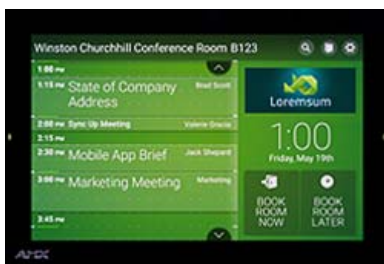 Winston Churchhill Conference Room B123
1:00 PM
1:15 PM State of Company Address Brad Scott
2:00 PM Sync Up Meeting Valerie Gracia
2:15 PM
2:30 PM Mobile App Brief Jack Shepard
3:00 PM Marketing Meeting Marketing
3:45 PM
Loremsum
1:00
Friday, May 19th
BOOK
ROOM
NOW
BOOK
ROOM
LATER
AMX